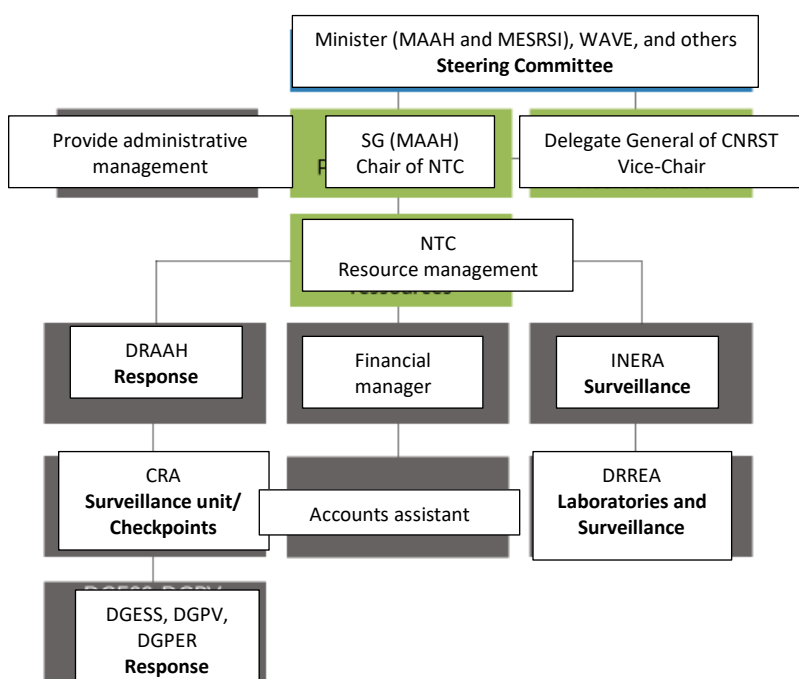 Minister (MAAH and MESRSI), WAVE, and others
Steering Committee
Provide administrative
management
SG (MAAH)
Chair of NTC
Delegate General of CNRST
Vice-Chair
NTC
Resource management
DRAAH
Response
Financial
manager
INERA
Surveillance
CRA
Surveillance unit/
Checkpoints
Accounts assistant
DRREA
Laboratories and
Surveillance
DGESS, DGPV,
DGPER
Response